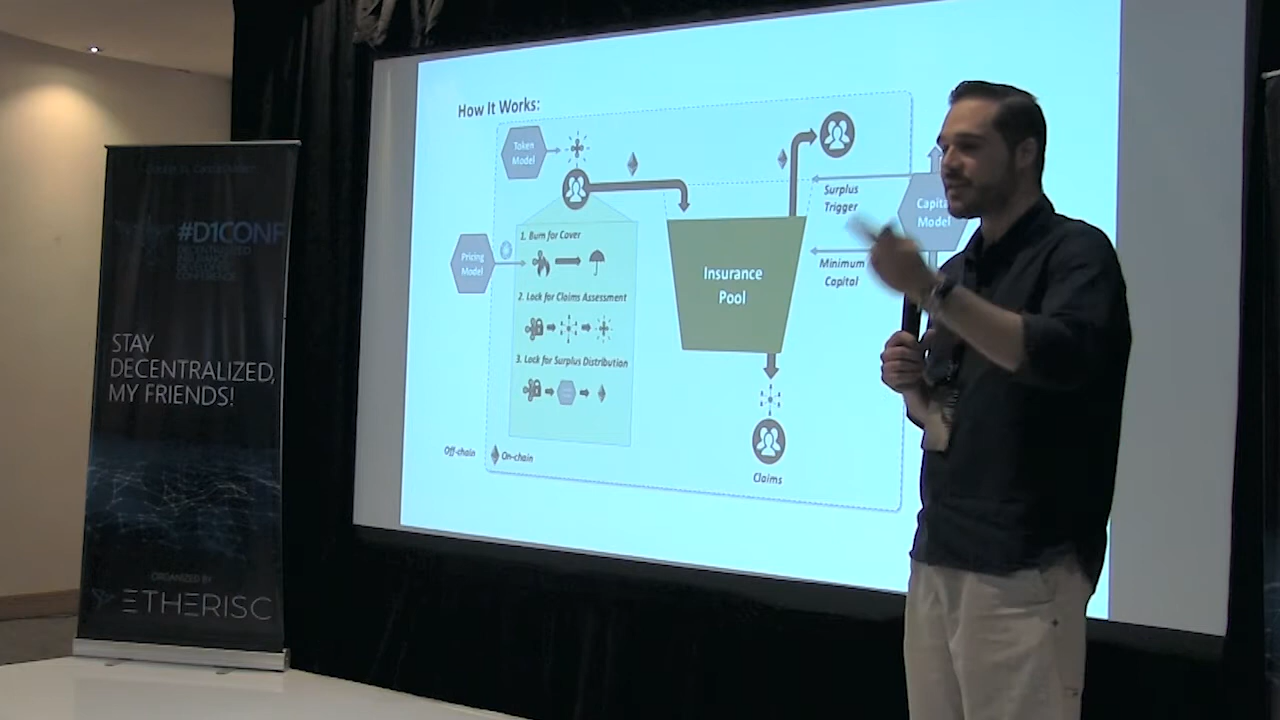 #D1CONF
STAY
DECENTRALIZED,
MY FRIENDS!
ORGANIZED BY
ETHERISC
How It Works:
Token
Model
Pricing
Model
1. Burn for Cover
2. Lock for Claims Assessment
3. Lock for Surplus Distribution
Off-chain
On-chain
Insurance
Pool
Claims
Surplus
Trigger
Minimum
Capital
Model